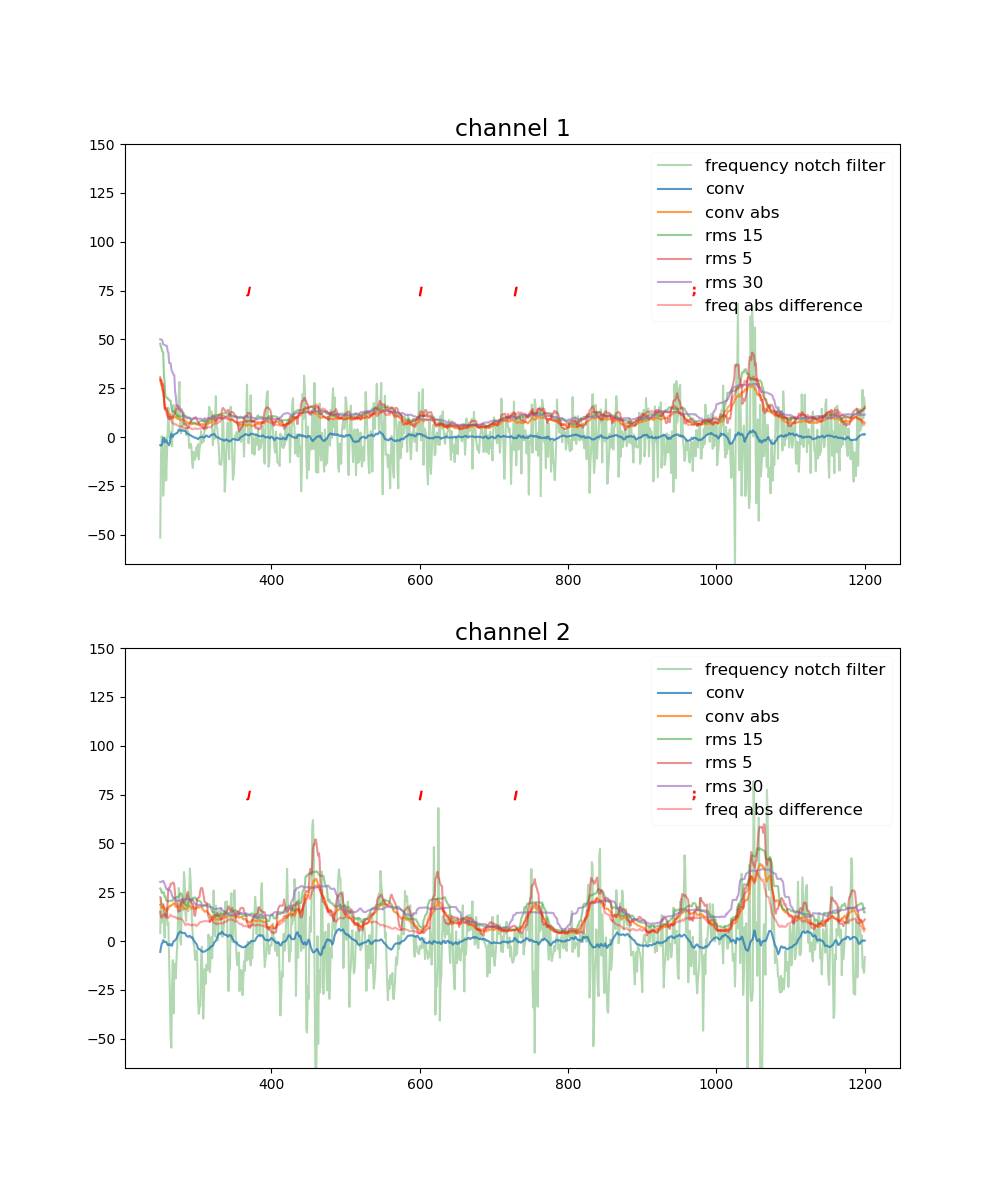 channel 1
150
125
100
75
50
25
0
−25
−50
frequency notch filter
conv
conv abs
rms 15
rms 5
rms 30
freq abs difference
400 600 800 1000 1200
channel 2
150
125
100
75
50
25
0
−25
−50
frequency notch filter
conv
conv abs
rms 15
rms 5
rms 30
freq abs difference
400 600 800 1000 1200